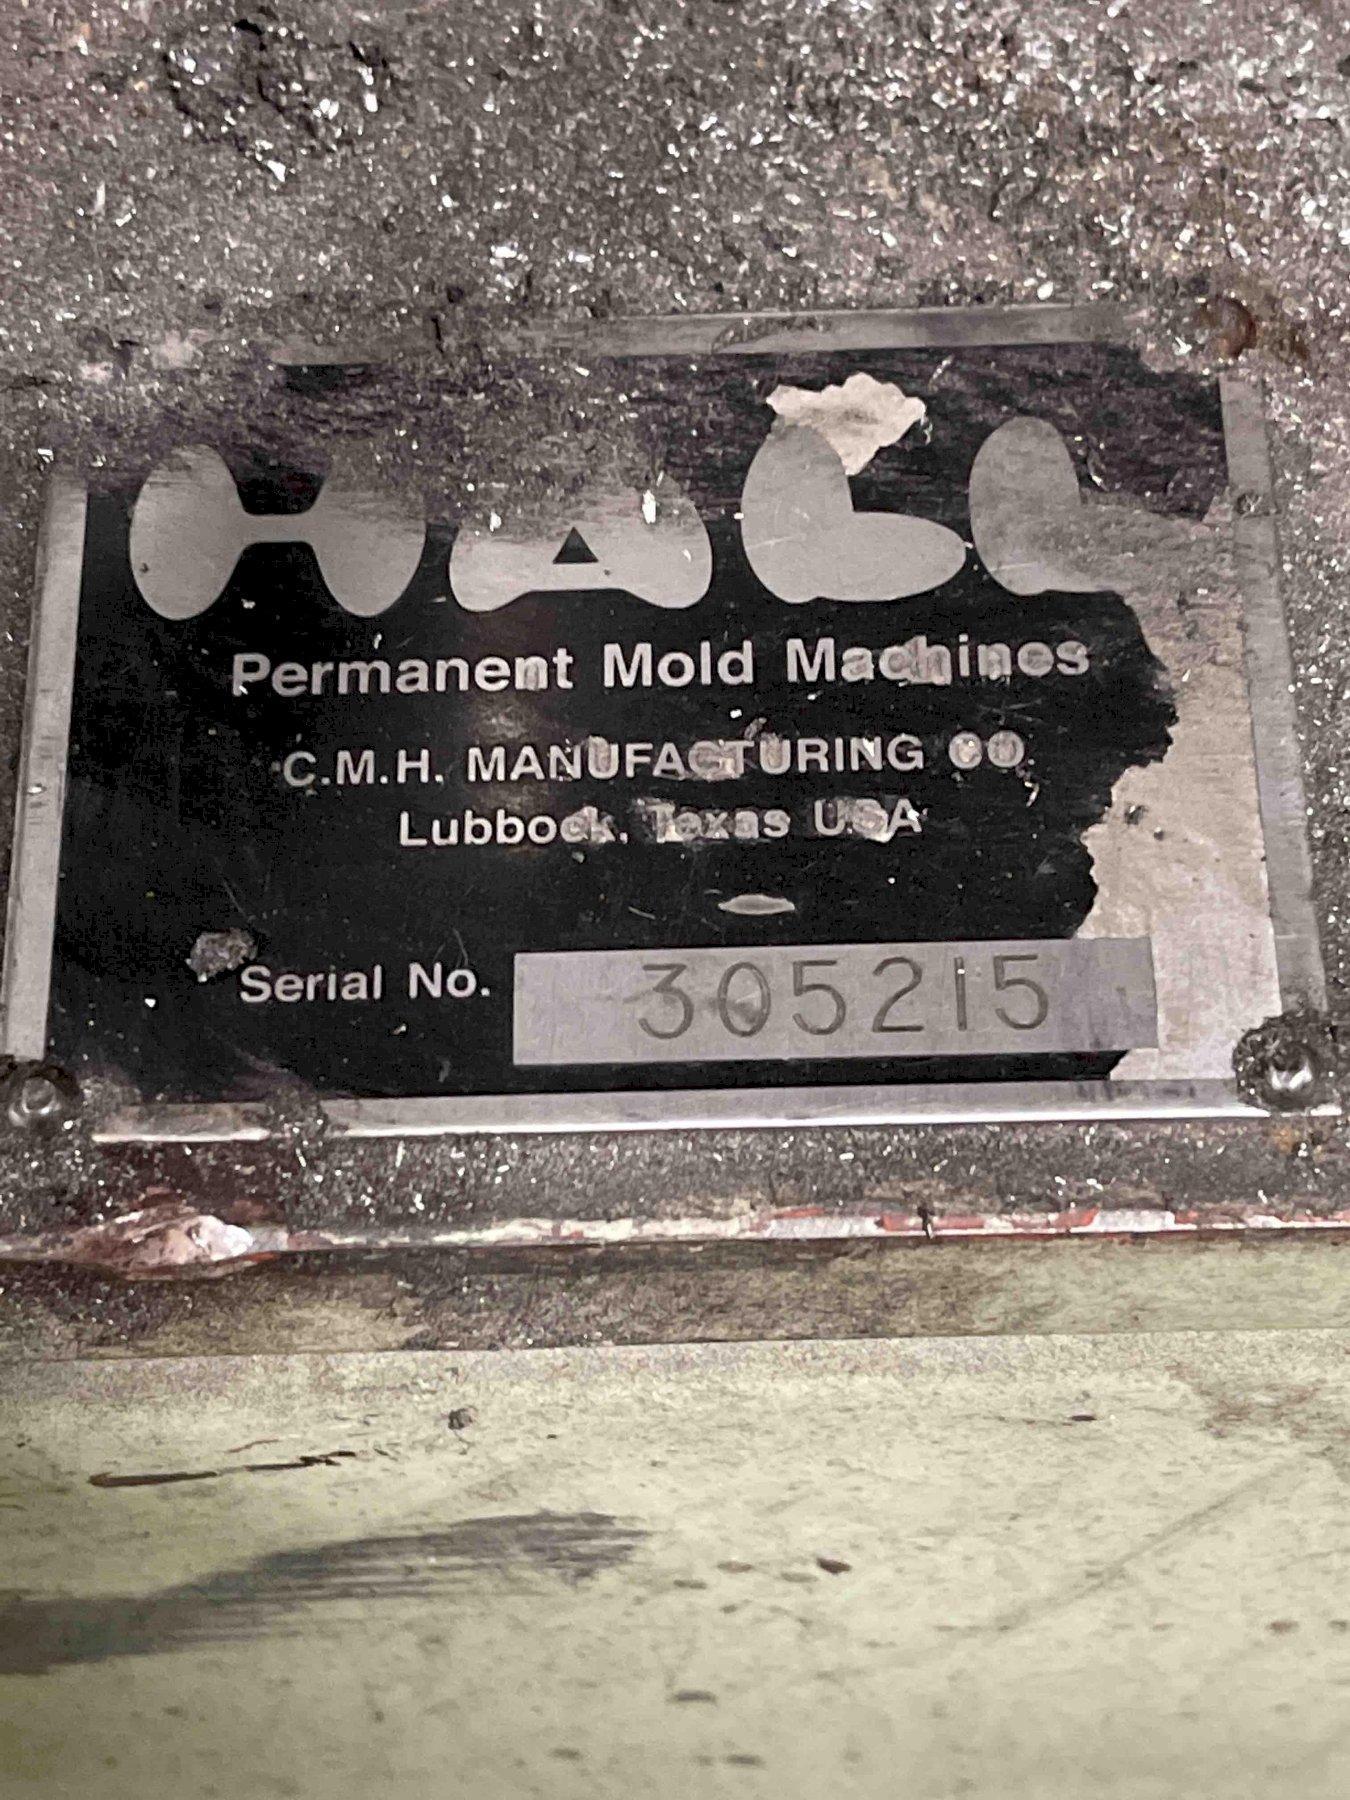 HALL
Permanent Mold Machines
C.M.H. MANUFACTURING CO.
Lubbock, Texas USA
Serial No. 305215